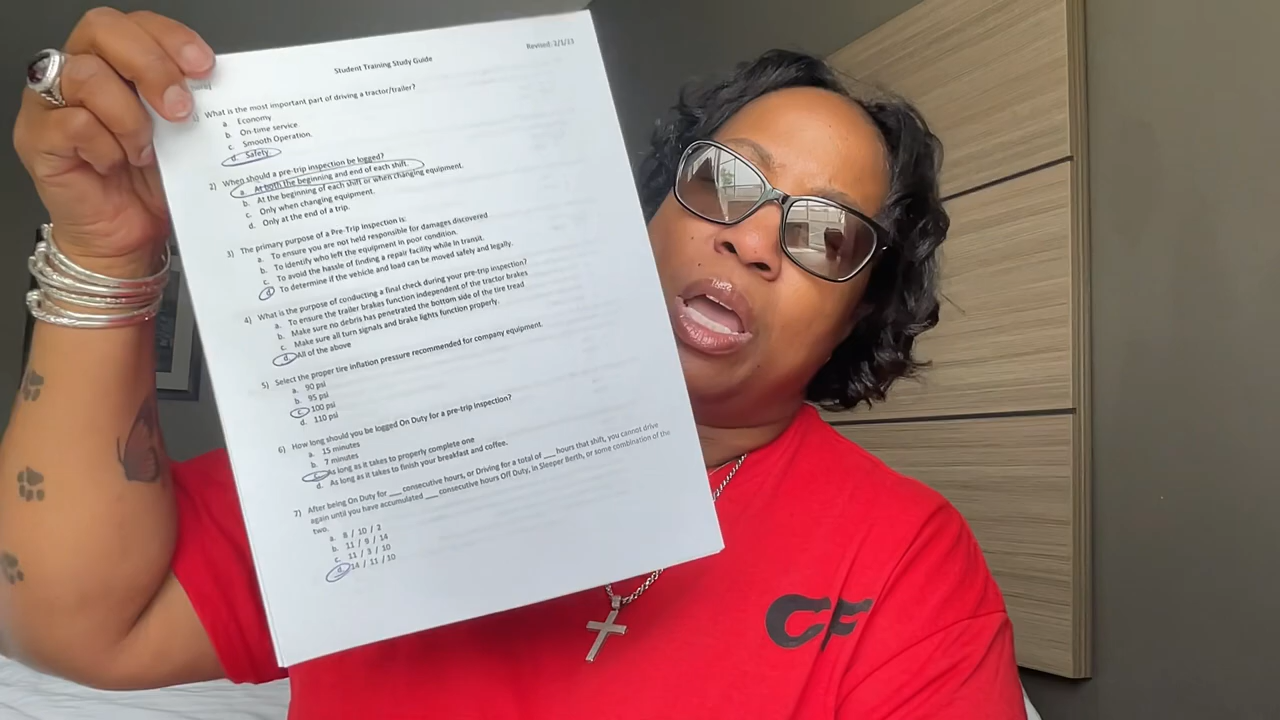 Revised: 2/1/23
Student Training Study Guide
1) What is the most important part of driving a tractor/trailer?
a. Economy
b. On-time service
c. Smooth Operation.
d. Safety
2) When should a pre-trip inspection be logged?
a. At both the beginning and end of each shift.
b. At the beginning of each shift or when changing equipment.
c. Only when changing equipment.
d. Only at the end of a trip.
3) The primary purpose of a Pre-Trip Inspection is:
a. To ensure you are not held responsible for damages discovered
b. To identify who left the equipment in poor condition.
c. To avoid the hassle of finding a repair facility while in transit.
d. To determine if the vehicle and load can be moved safely and legally.
4) What is the purpose of conducting a final check during your pre-trip inspection?
a. To ensure the trailer brakes function independent of the tractor brakes
b. Make sure no debris has penetrated the bottom side of the tire tread
c. Make sure all turn signals and brake lights function properly.
d. All of the above
5) Select the proper tire inflation pressure recommended for company equipment.
a. 90 psi
b. 95 psi
c. 100 psi
d. 110 psi
6) How long should you be logged On Duty for a pre-trip inspection?
a. 15 minutes
b. 7 minutes
c. As long as it takes to properly complete one
d. As long as it takes to finish your breakfast and coffee.
7) After being On Duty for ___ consecutive hours, or Driving for a total of ___ hours that shift, you cannot drive
again until you have accumulated ___ consecutive hours Off Duty, in Sleeper Berth, or some combination of the
two.
a. 8 / 10 / 2
b. 11 / 9 / 14
c. 11 / 3 / 10
d. 14 / 11 / 10
CF